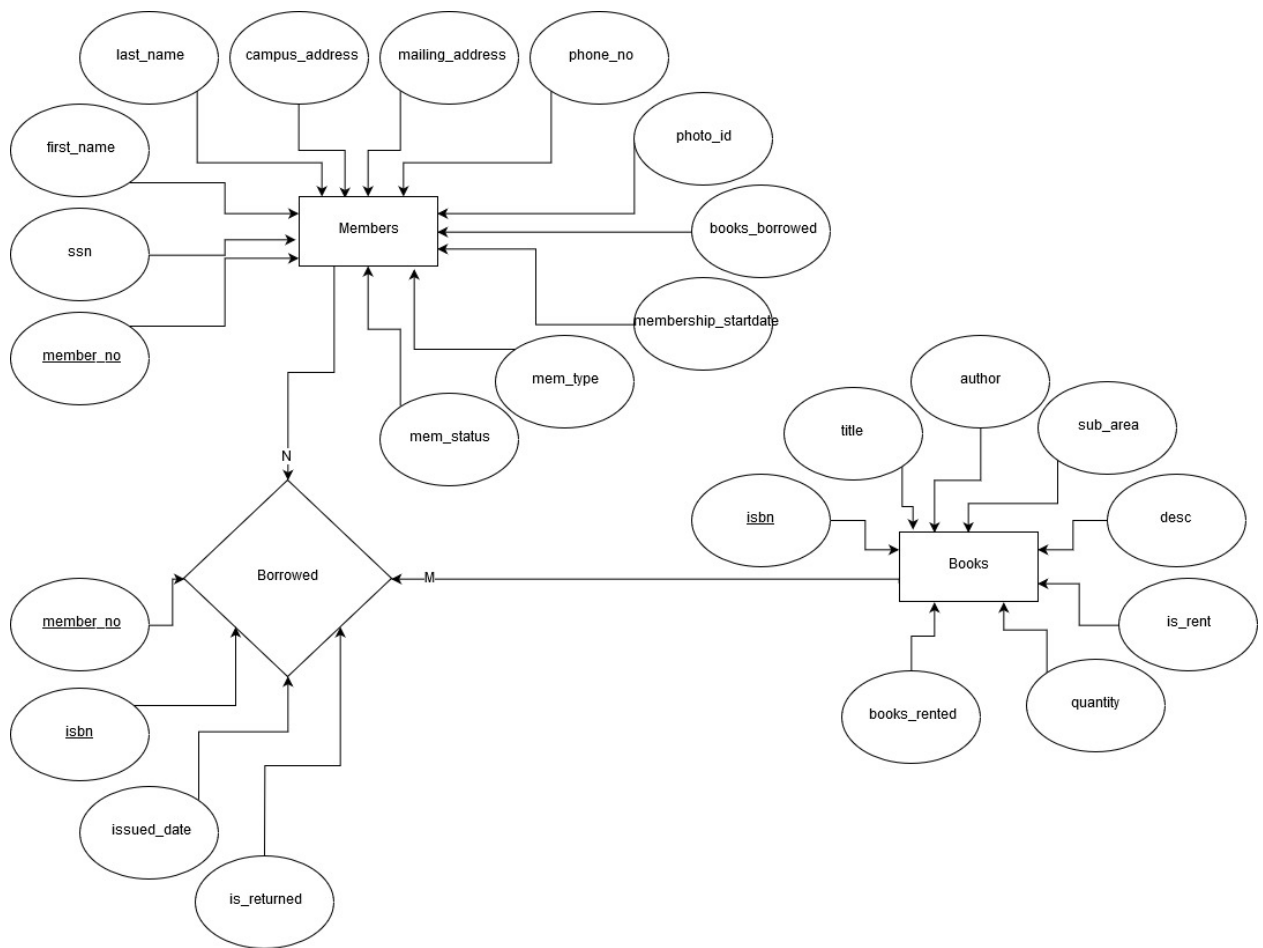 last_name
campus_address
mailing_address
phone_no
first_name
photo_id
Members
books_borrowed
ssn
membership_startdate
member_no
mem_type
mem_status
author
title
sub_area
N
isbn
desc
Books
Borrowed
M
member_no
is_rent
books_rented
quantity
isbn
issued_date
is_returned